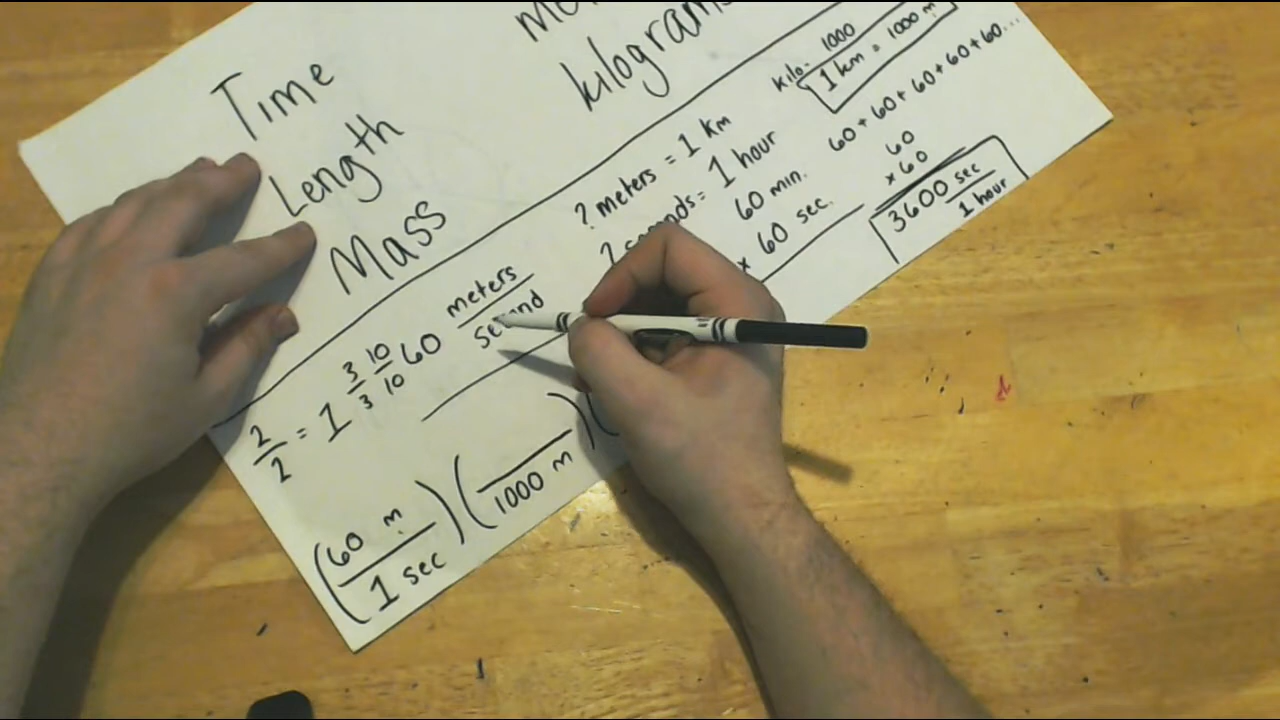 Time
Length
Mass
kilograms
kilo- 1000
1 km = 1000 m
60 + 60 + 60 + 60 + 60...
60
x 60
3600 sec
1 hour
? meters = 1 Km
? = 1 hour
60 min.
x 60 sec.
2/2 = 1 3/3 10/10 60 meters
second
(60 m / 1 sec) ( / 1000 m) (